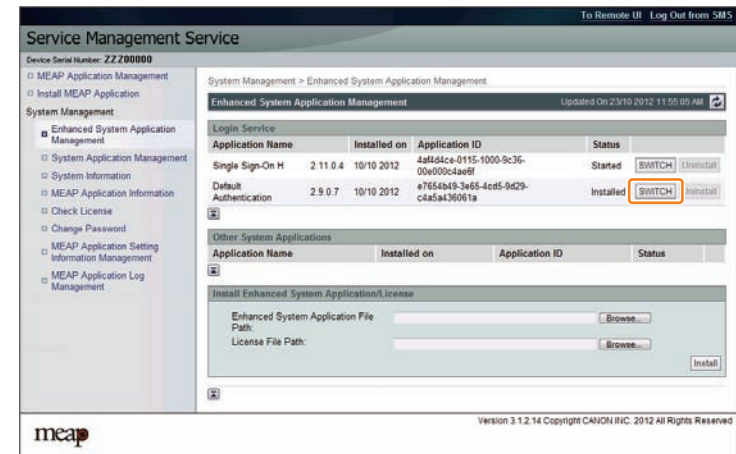 To Remote UI Log Out from SMS
Service Management Service
Device Serial Number: ZZZ00000
MEAP Application Management
Install MEAP Application
System Management
Enhanced System Application
Management
System Application Management
System Information
MEAP Application Information
Check License
Change Password
MEAP Application Setting
Information Management
MEAP Application Log
Management
System Management > Enhanced System Application Management
Enhanced System Application Management Updated On:23/10 2012 11:55:05 AM
Login Service
Application Name Installed on Application ID Status
Single Sign-On H 2.11.0.4 10/10 2012 4af4d4ce-0115-1000-9c36-
00e000c4ae6f Started SWITCH Uninstall
Default
Authentication 2.9.0.7 10/10 2012 e7654b49-3e65-4cd5-9d29-
c4a5a436061a Installed SWITCH Uninstall
Other System Applications
Application Name Installed on Application ID Status
Install Enhanced System Application/License
Enhanced System Application File
Path: Browse...
License File Path: Browse...
Install
Version 3.1.2.14 Copyright CANON INC. 2012 All Rights Reserved
meap